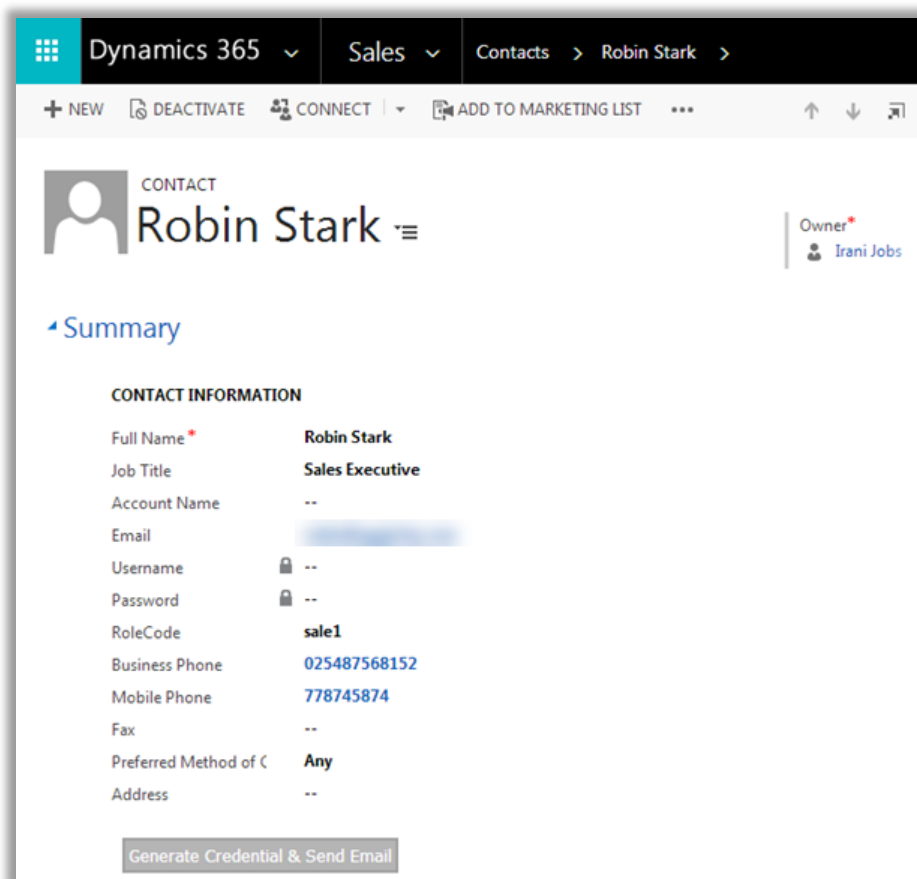 Dynamics 365 Sales Contacts > Robin Stark >
NEW DEACTIVATE CONNECT ADD TO MARKETING LIST ...
CONTACT
Robin Stark
Owner*
Irani Jobs
Summary
CONTACT INFORMATION
Full Name* Robin Stark
Job Title Sales Executive
Account Name --
Email
Username --
Password --
RoleCode sale1
Business Phone 025487568152
Mobile Phone 778745874
Fax --
Preferred Method of Any
Address --
Generate Credential & Send Email